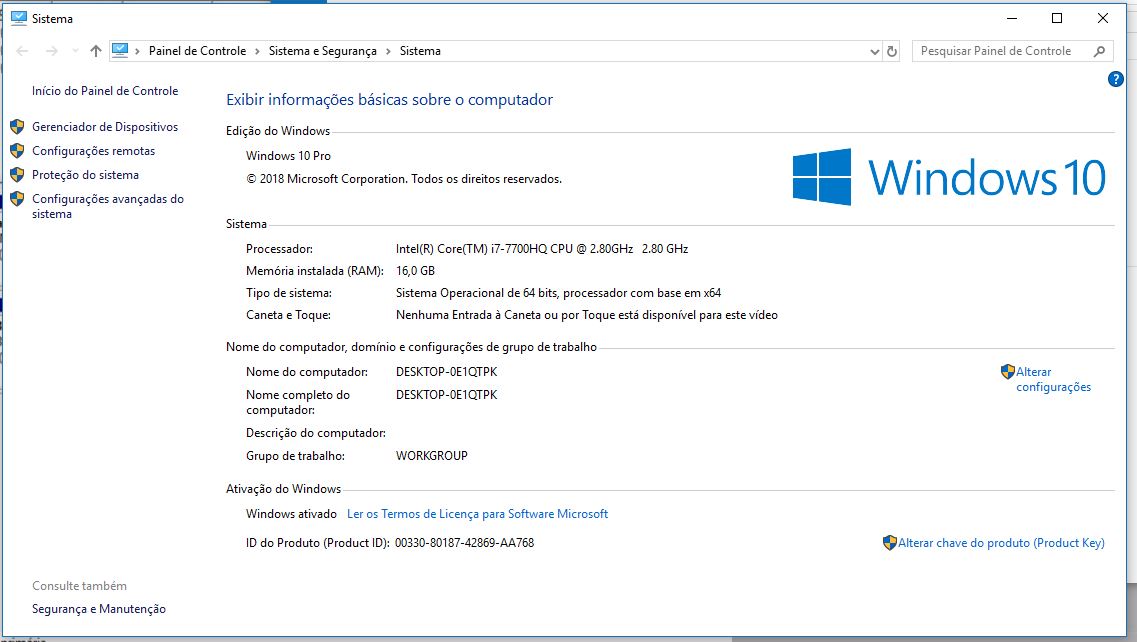 Sistema
Painel de Controle > Sistema e Segurança > Sistema
Pesquisar Painel de Controle
?
Início do Painel de Controle
Gerenciador de Dispositivos
Configurações remotas
Proteção do sistema
Configurações avançadas do
sistema
Exibir informações básicas sobre o computador
Edição do Windows
Windows 10 Pro
© 2018 Microsoft Corporation. Todos os direitos reservados.
Windows 10
Sistema
Processador: Intel(R) Core(TM) i7-7700HQ CPU @ 2.80GHz 2.80 GHz
Memória instalada (RAM): 16,0 GB
Tipo de sistema: Sistema Operacional de 64 bits, processador com base em x64
Caneta e Toque: Nenhuma Entrada à Caneta ou por Toque está disponível para este vídeo
Nome do computador, domínio e configurações de grupo de trabalho
Nome do computador: DESKTOP-0E1QTPK
Alterar
configurações
Nome completo do
computador:
DESKTOP-0E1QTPK
Descrição do computador:
Grupo de trabalho: WORKGROUP
Ativação do Windows
Windows ativado Ler os Termos de Licença para Software Microsoft
ID do Produto (Product ID): 00330-80187-42869-AA768
Alterar chave do produto (Product Key)
Consulte também
Segurança e Manutenção